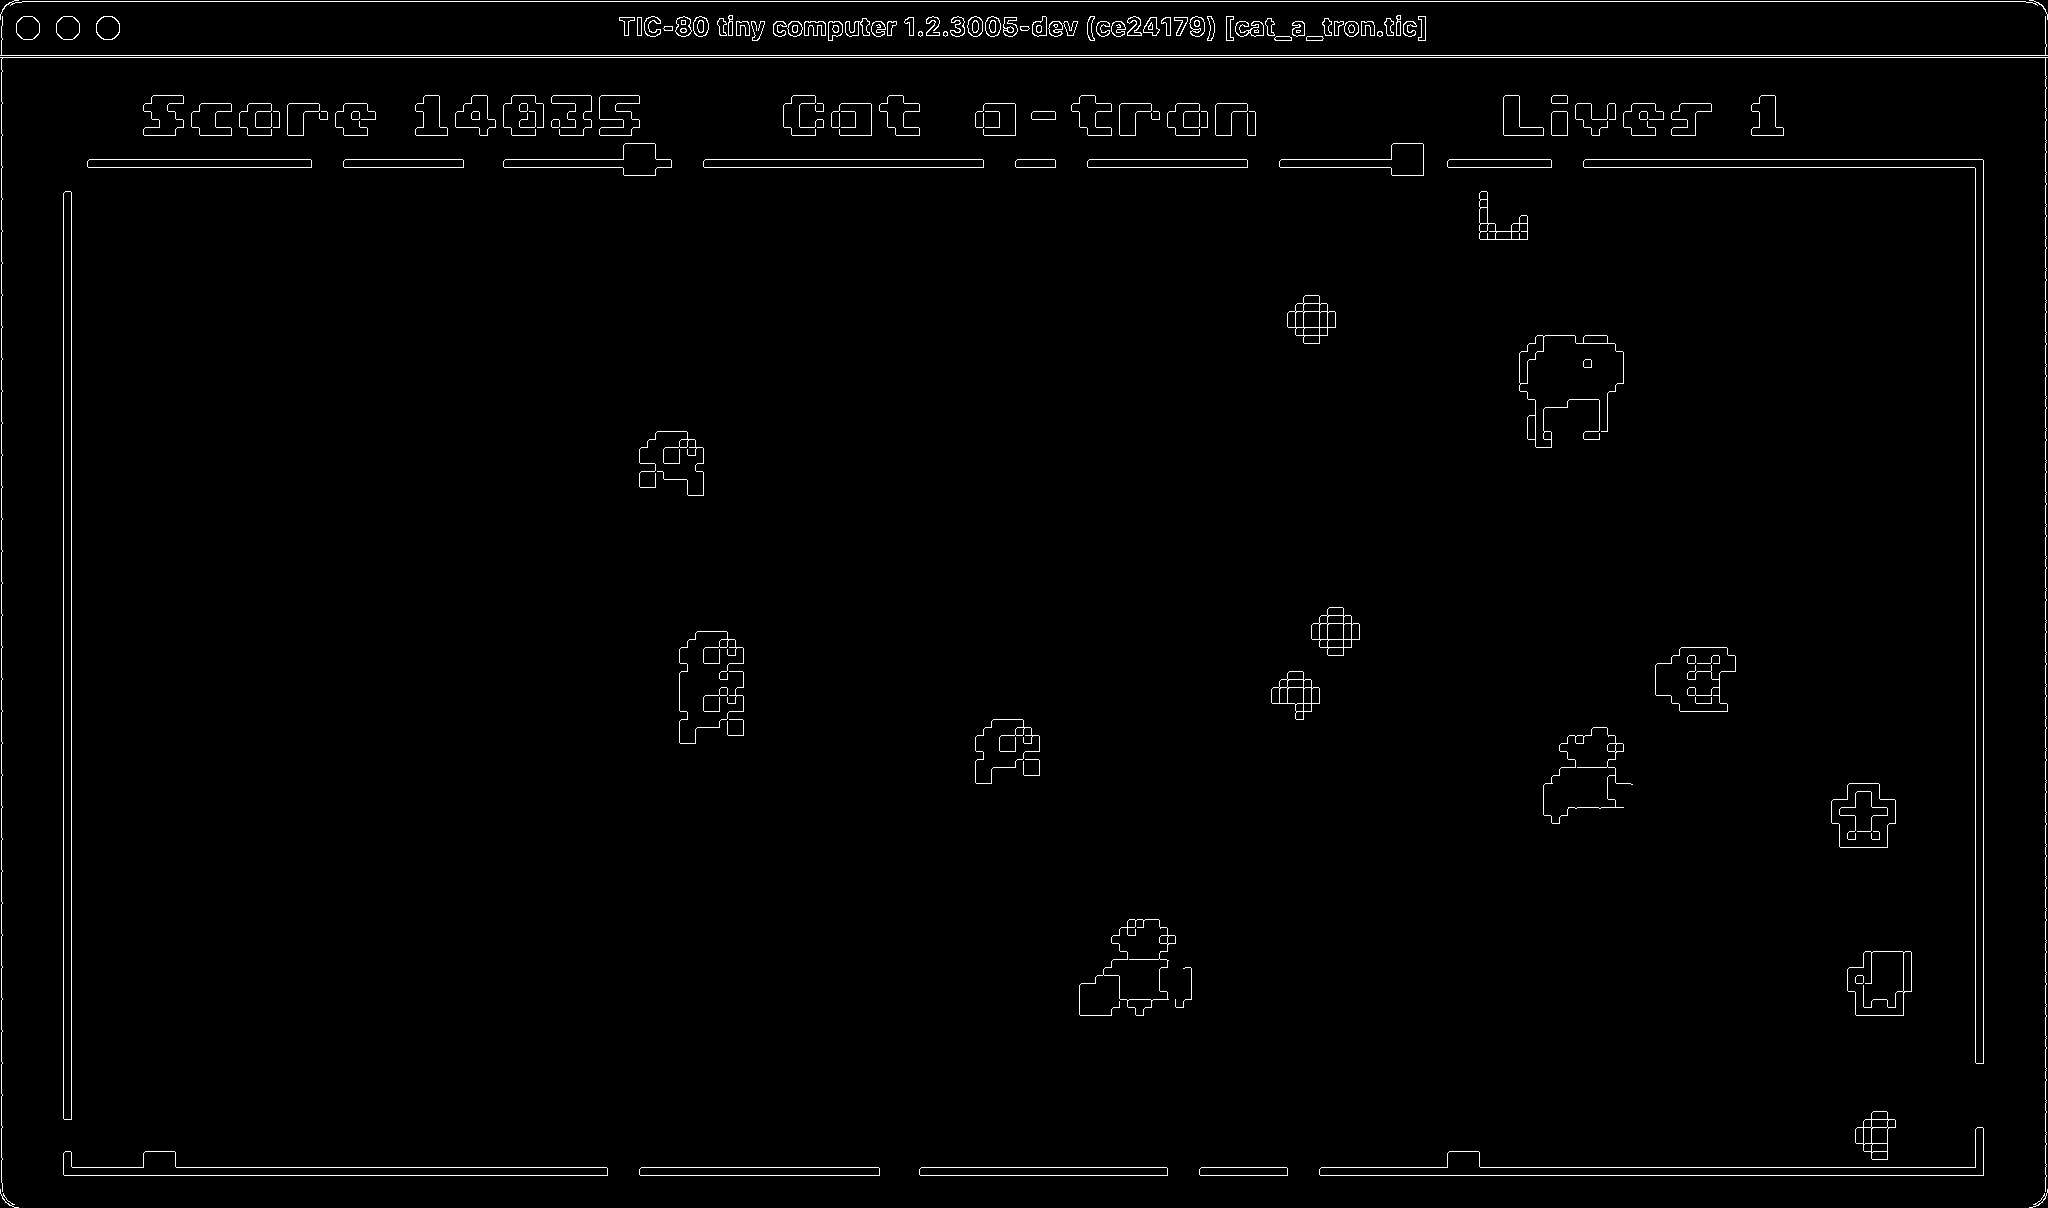 TIC-80 tiny computer 1.2.3005-dev (ce24179) [cat_a_tron.tic]
Score 14035 Cat a-tron Lives 1